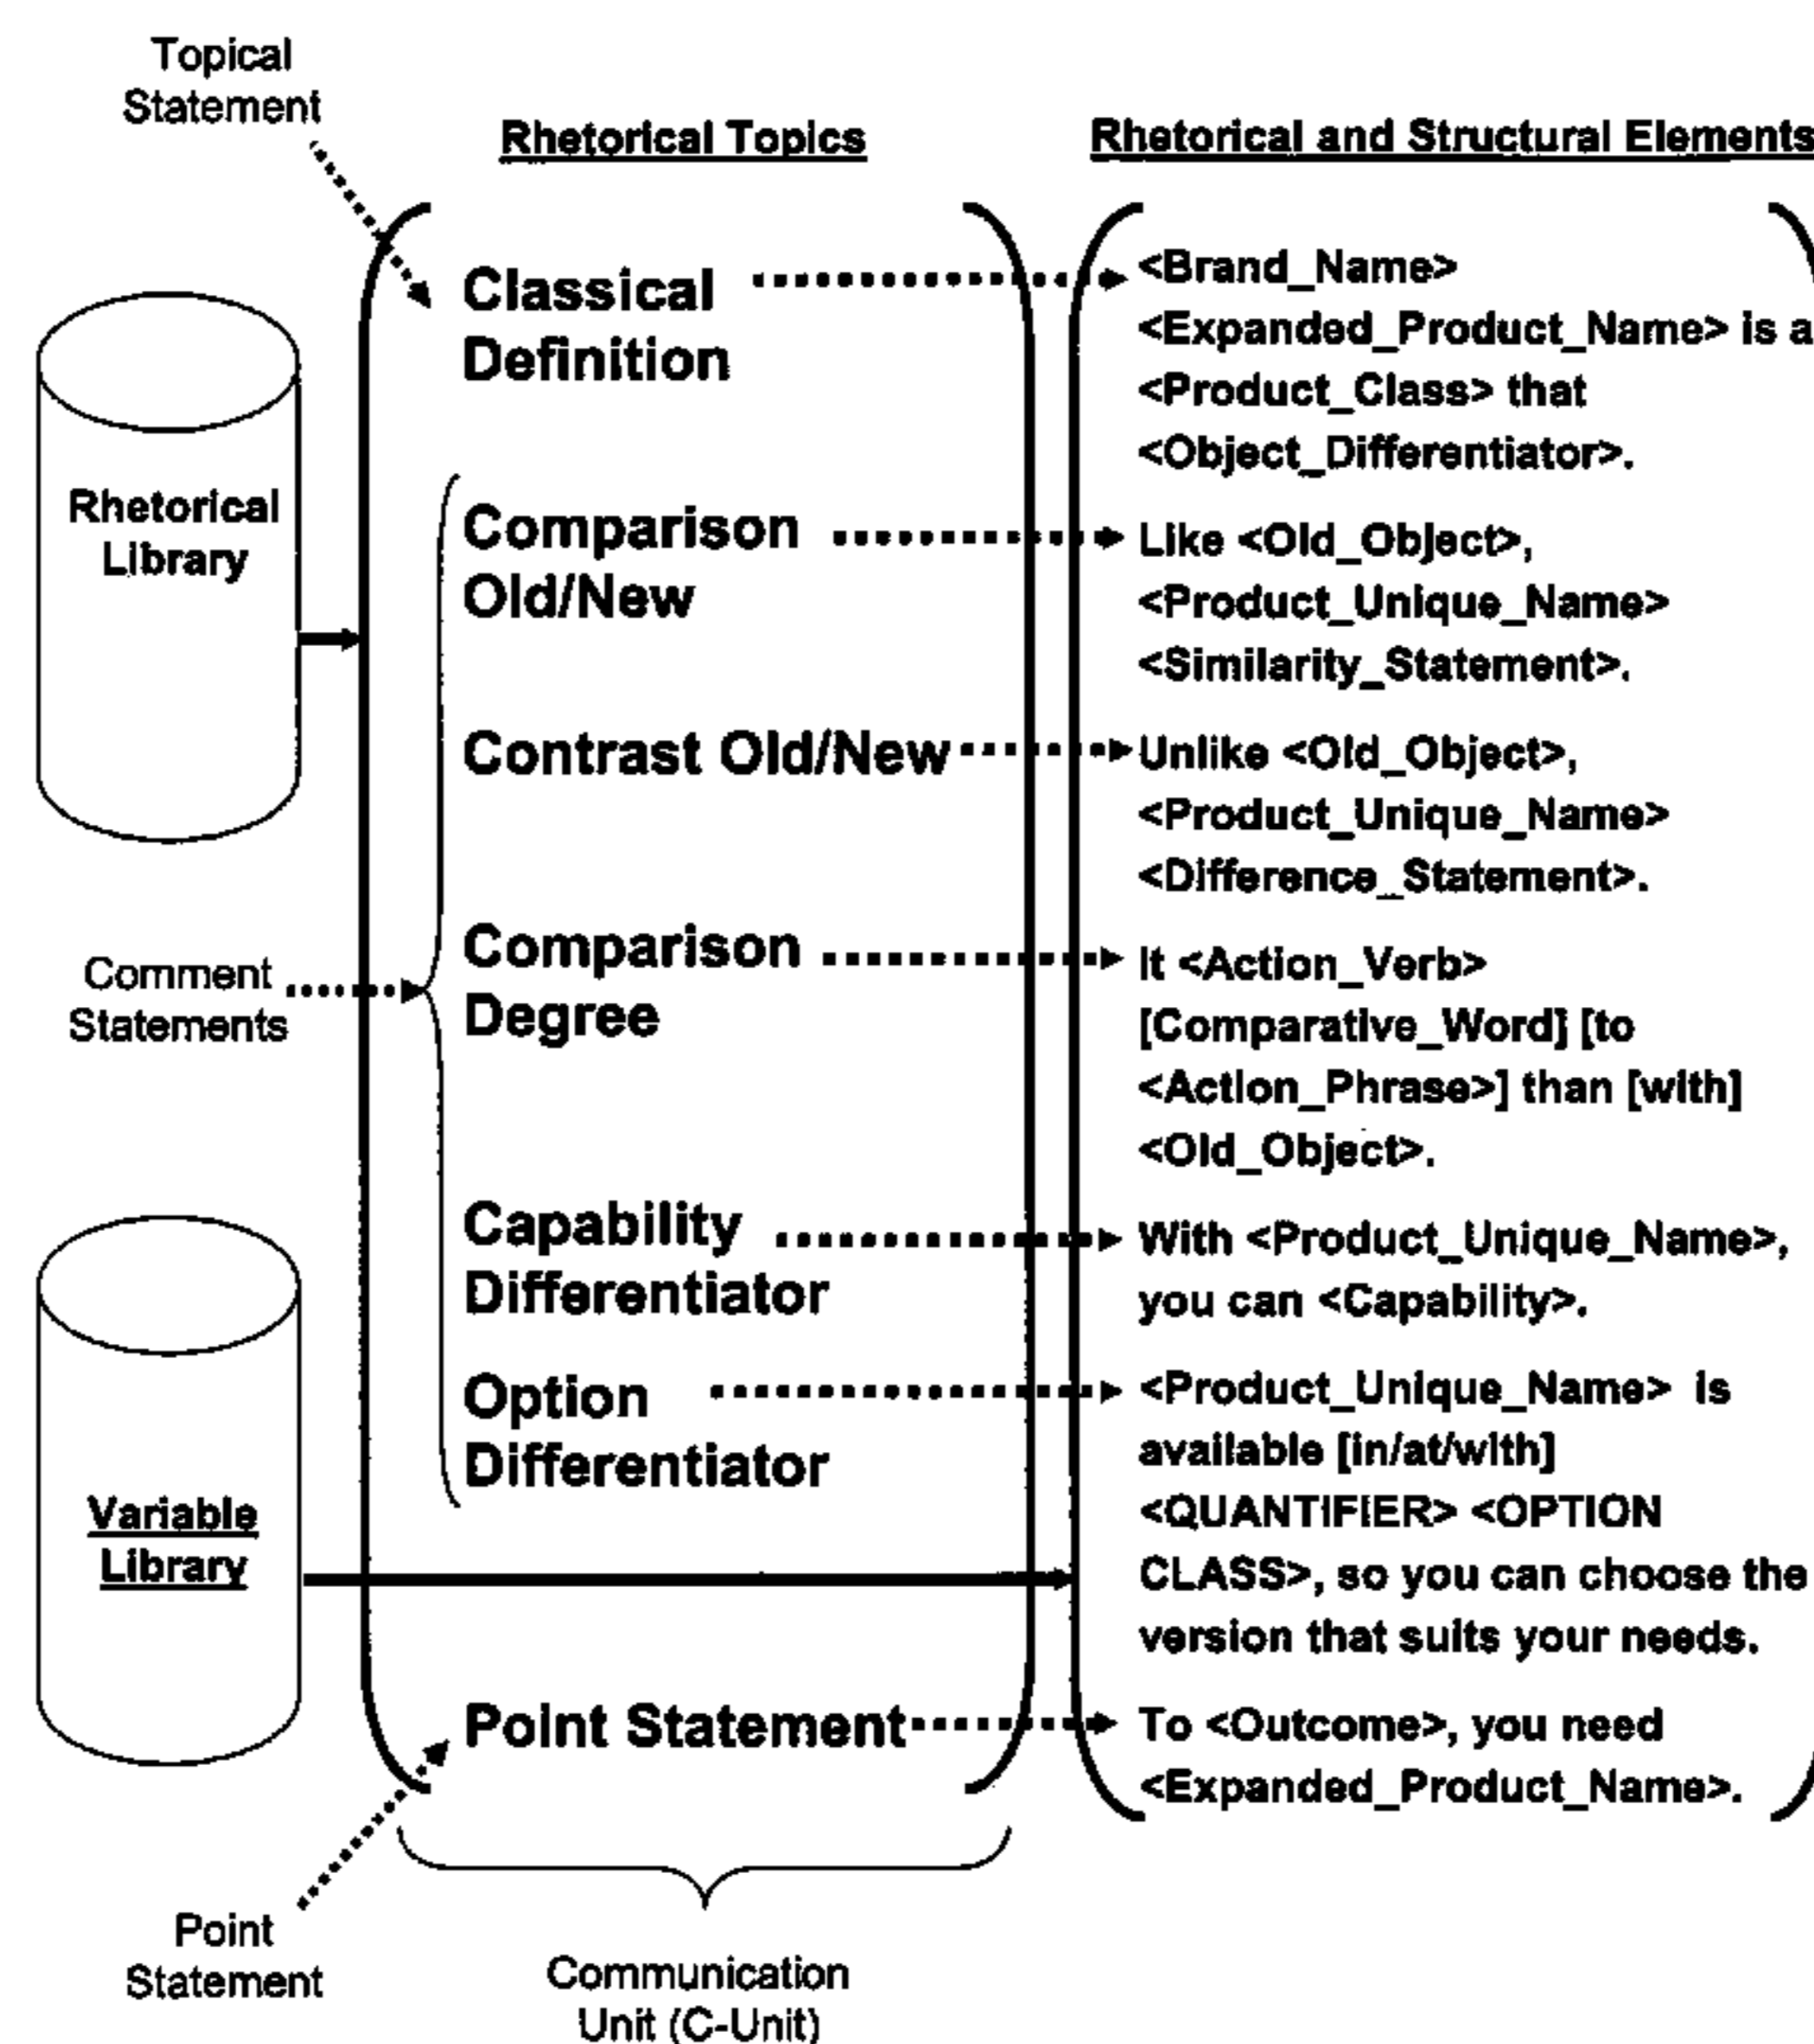 Topical
Statement
Rhetorical Topics
Rhetorical and Structural Elements
Classical
Definition
<Brand_Name>
<Expanded_Product_Name> is a
<Product_Class> that
<Object_Differentiator>.
Rhetorical
Library
Comparison
Old/New
Like <Old_Object>,
<Product_Unique_Name>
<Similarity_Statement>.
Contrast Old/New
Unlike <Old_Object>,
<Product_Unique_Name>
<Difference_Statement>.
Comment
Statements
Comparison
Degree
It <Action_Verb>
[Comparative_Word] [to
<Action_Phrase>] than [with]
<Old_Object>.
Capability
Differentiator
With <Product_Unique_Name>,
you can <Capability>.
Option
Differentiator
<Product_Unique_Name> is
available [in/at/with]
<QUANTIFIER> <OPTION
CLASS>, so you can choose the
version that suits your needs.
Variable
Library
Point Statement
To <Outcome>, you need
<Expanded_Product_Name>.
Point
Statement
Communication
Unit (C-Unit)